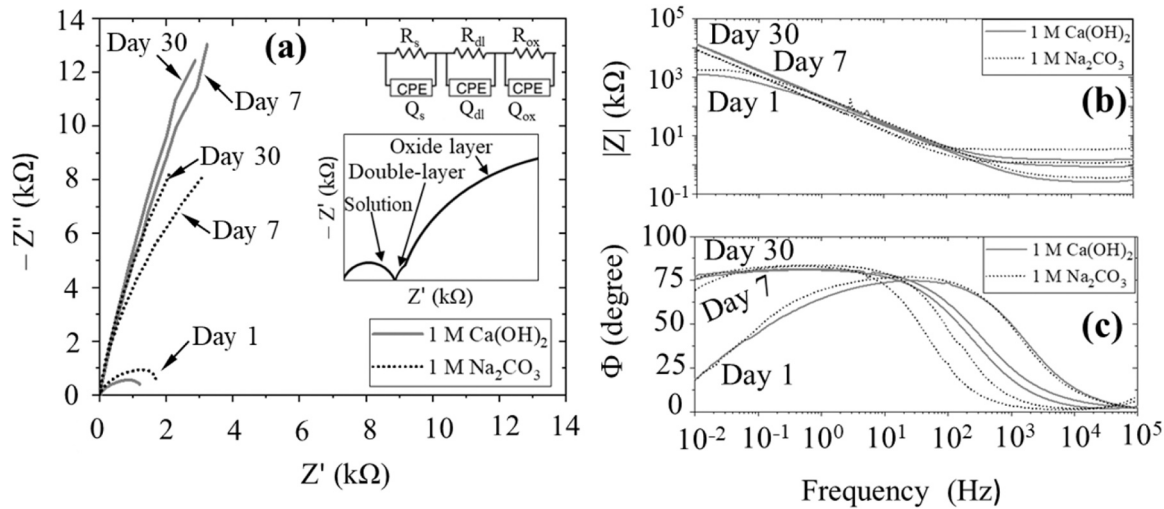 (a)
14
12
10
8
6
4
2
0
− Z'' (kΩ)
Day 30
Day 7
Day 30
Day 7
Day 1
Rs Rdl Rox
CPE CPE CPE
Qs Qdl Qox
− Z' (kΩ)
Oxide layer
Double-layer
Solution
Z' (kΩ)
1 M Ca(OH)2
1 M Na2CO3
0 2 4 6 8 10 12 14
Z' (kΩ)
(b)
10^5
10^3
10^1
10^-1
|Z| (kΩ)
Day 30
Day 7
Day 1
1 M Ca(OH)2
1 M Na2CO3
(c)
100
75
50
25
0
Φ (degree)
Day 30
Day 7
Day 1
1 M Ca(OH)2
1 M Na2CO3
10^-2 10^-1 10^0 10^1 10^2 10^3 10^4 10^5
Frequency (Hz)